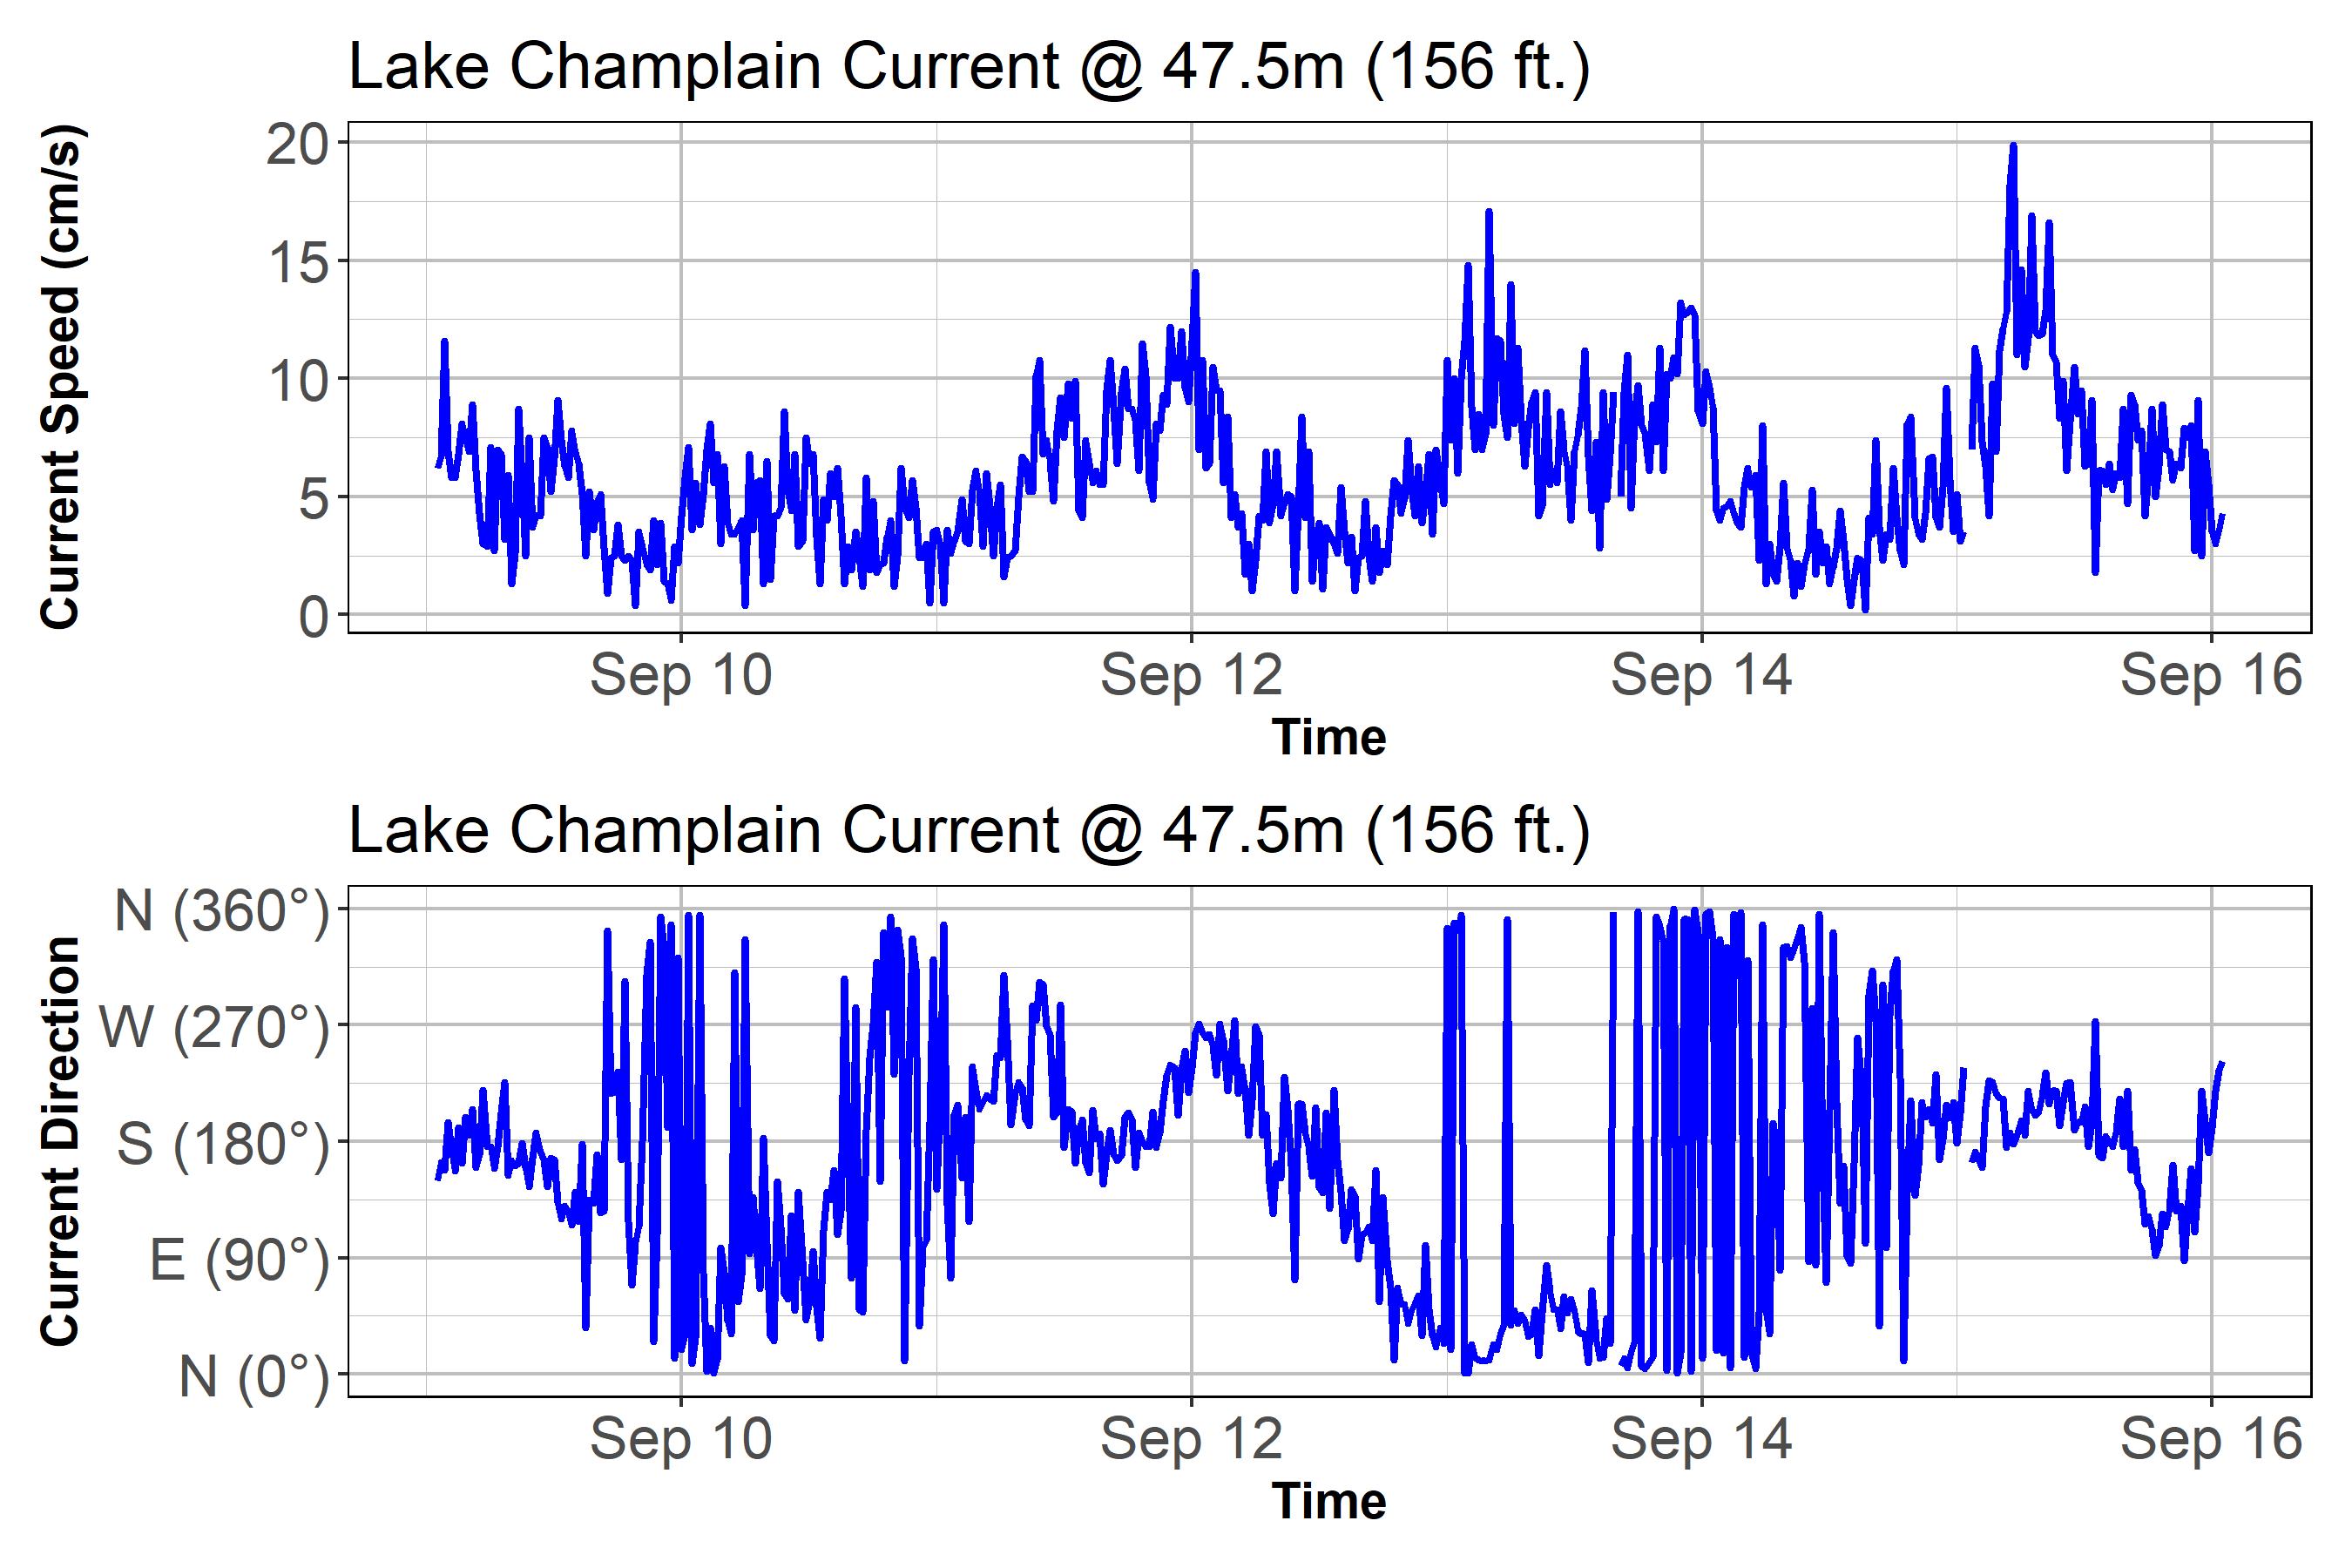 Lake Champlain Current @ 47.5m (156 ft.)
Current Speed (cm/s)
20
15
10
5
0
Sep 10 Sep 12 Sep 14 Sep 16
Time
Lake Champlain Current @ 47.5m (156 ft.)
Current Direction
N (360°)
W (270°)
S (180°)
E (90°)
N (0°)
Sep 10 Sep 12 Sep 14 Sep 16
Time